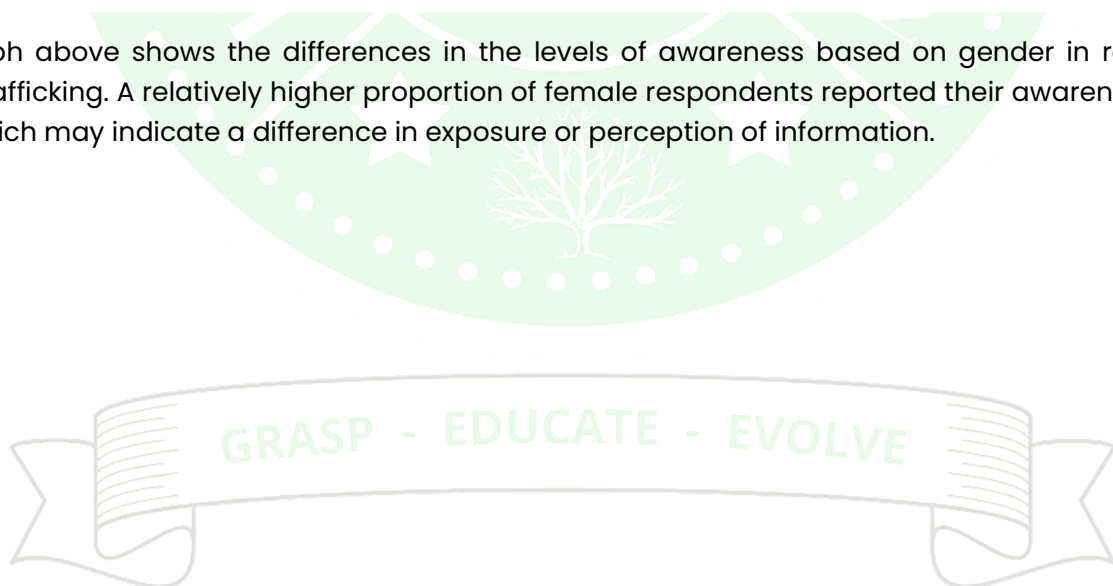 ph above shows the differences in the levels of awareness based on gender in r
afficking. A relatively higher proportion of female respondents reported their awaren
ich may indicate a difference in exposure or perception of information.
GRASP - EDUCATE - EVOLVE